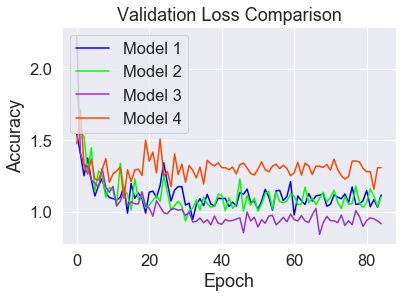 Validation Loss Comparison
Model 1
Model 2
Model 3
Model 4
2.0
1.5
1.0
Accuracy
0 20 40 60 80
Epoch